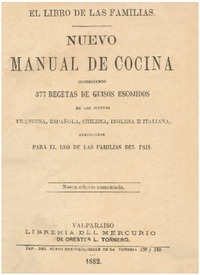 EL LIBRO DE LAS FAMILIAS.
NUEVO
MANUAL DE COCINA
CONTENIENDO
377 RECETAS DE GUISOS ESCOJIDOS
DE LAS COCINAS
FRANCESA, ESPAÑOLA, CHILENA, INGLESA E ITALIANA,
PARA EL USO DE LAS FAMILIAS DEL PAIS
Nueva edicion aumentada.
VALPARAISO
LIBRERIA DEL MERCURIO
DE ORESTES L. TORNERO.
1882.